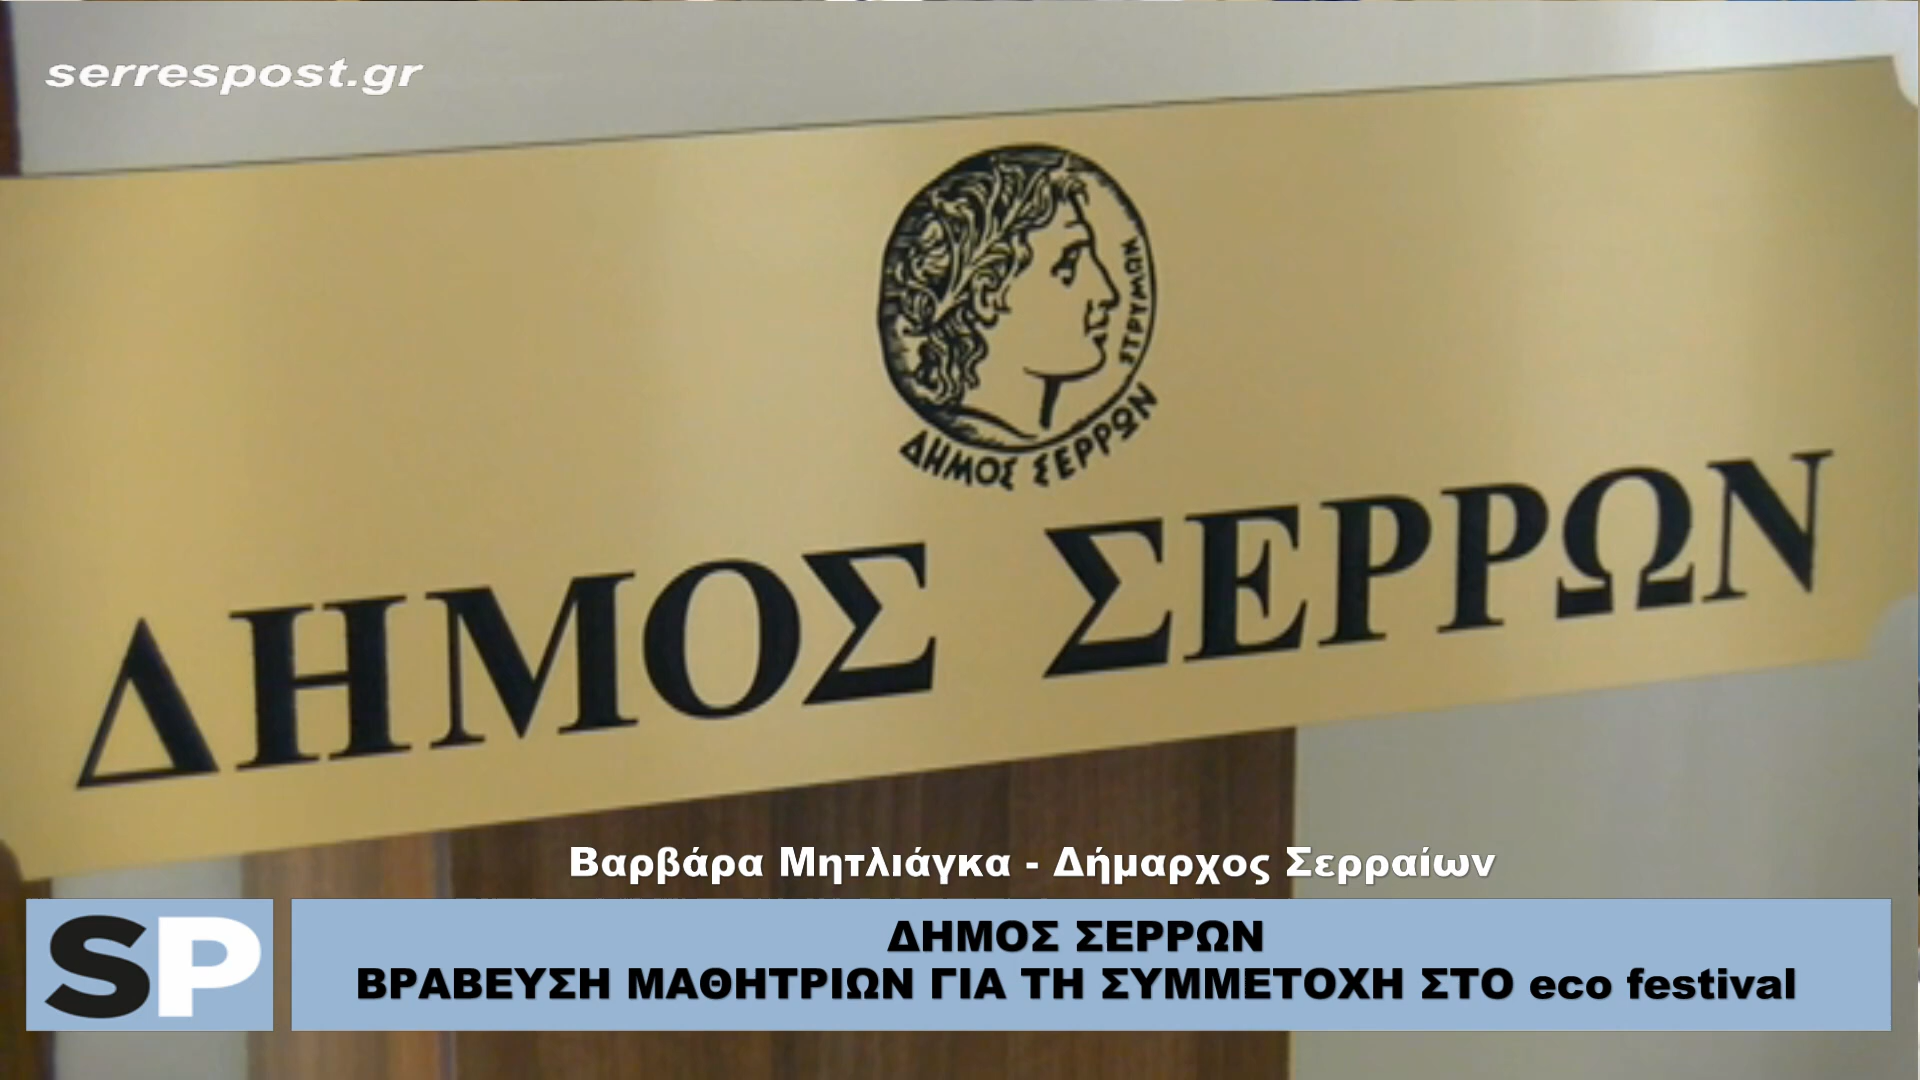 serrespost.gr
ΣΤΡΥΜΩΝ
ΔΗΜΟΣ ΣΕΡΡΩΝ
ΔΗΜΟΣ ΣΕΡΡΩΝ
Βαρβάρα Μητλιάγκα - Δήμαρχος Σερραίων
SP
ΔΗΜΟΣ ΣΕΡΡΩΝ
ΒΡΑΒΕΥΣΗ ΜΑΘΗΤΡΙΩΝ ΓΙΑ ΤΗ ΣΥΜΜΕΤΟΧΗ ΣΤΟ eco festival